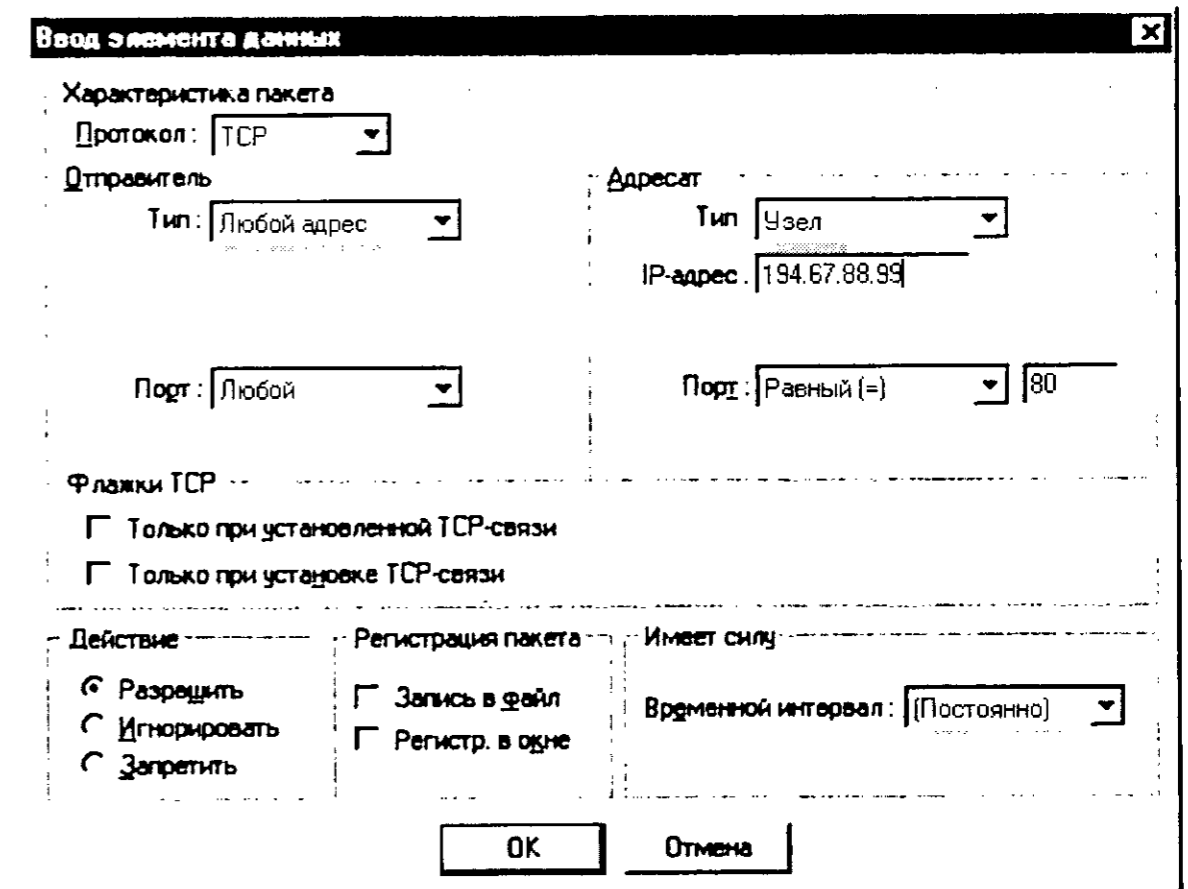 Ввод элемента данных
Характеристика пакета
Протокол: TCP
Отправитель
Тип: Любой адрес
Порт: Любой
Адресат
Тип Узел
IP-адрес. 194.67.88.99
Порт: Равный (=) 80
Флажки TCP
Только при установленной TCP-связи
Только при установке TCP-связи
Действие
Разрешить
Игнорировать
Запретить
Регистрация пакета
Запись в файл
Регистр. в окне
Имеет силу
Временной интервал: (Постоянно)
OK
Отмена